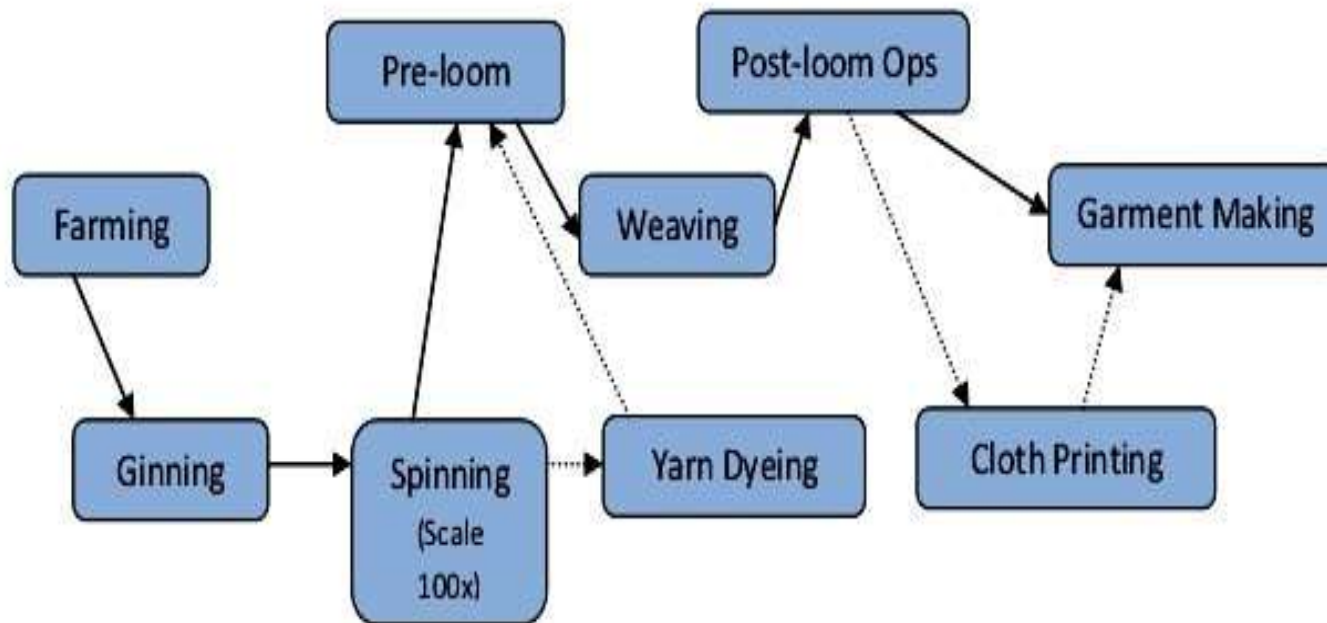 Pre-loom
Post-loom Ops
Farming
Weaving
Garment Making
Ginning
Spinning
(Scale
100x)
Yarn Dyeing
Cloth Printing